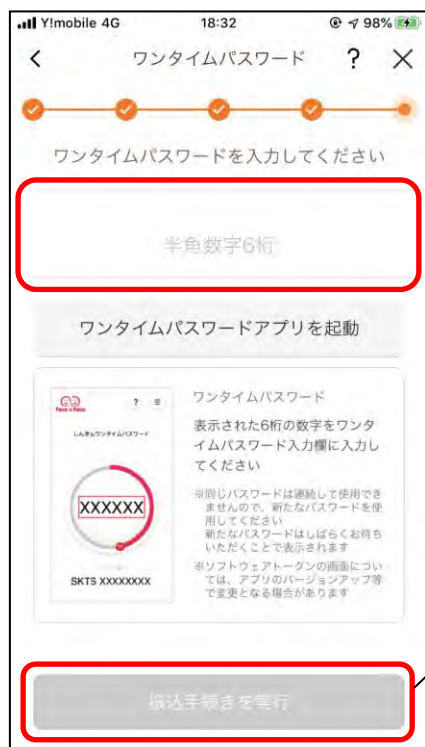 Y!mobile 4G 18:32 98%
ワンタイムパスワード ? ×
ワンタイムパスワードを入力してください
半角数字6桁
ワンタイムパスワードアプリを起動
Face to Face ? ≡
しんきんワンタイムパスワード
XXXXXX
SKTS XXXXXXXX
ワンタイムパスワード
表示された6桁の数字をワンタ
イムパスワード入力欄に入力し
てください
※同じパスワードは連続して使用でき
ませんので、新たなパスワードを使
用してください
新たなパスワードはしばらくお待ち
いただくことで表示されます
※ソフトウェアトークンの画面につい
ては、アプリのバージョンアップ等
で変更となる場合があります
振込手続きを実行